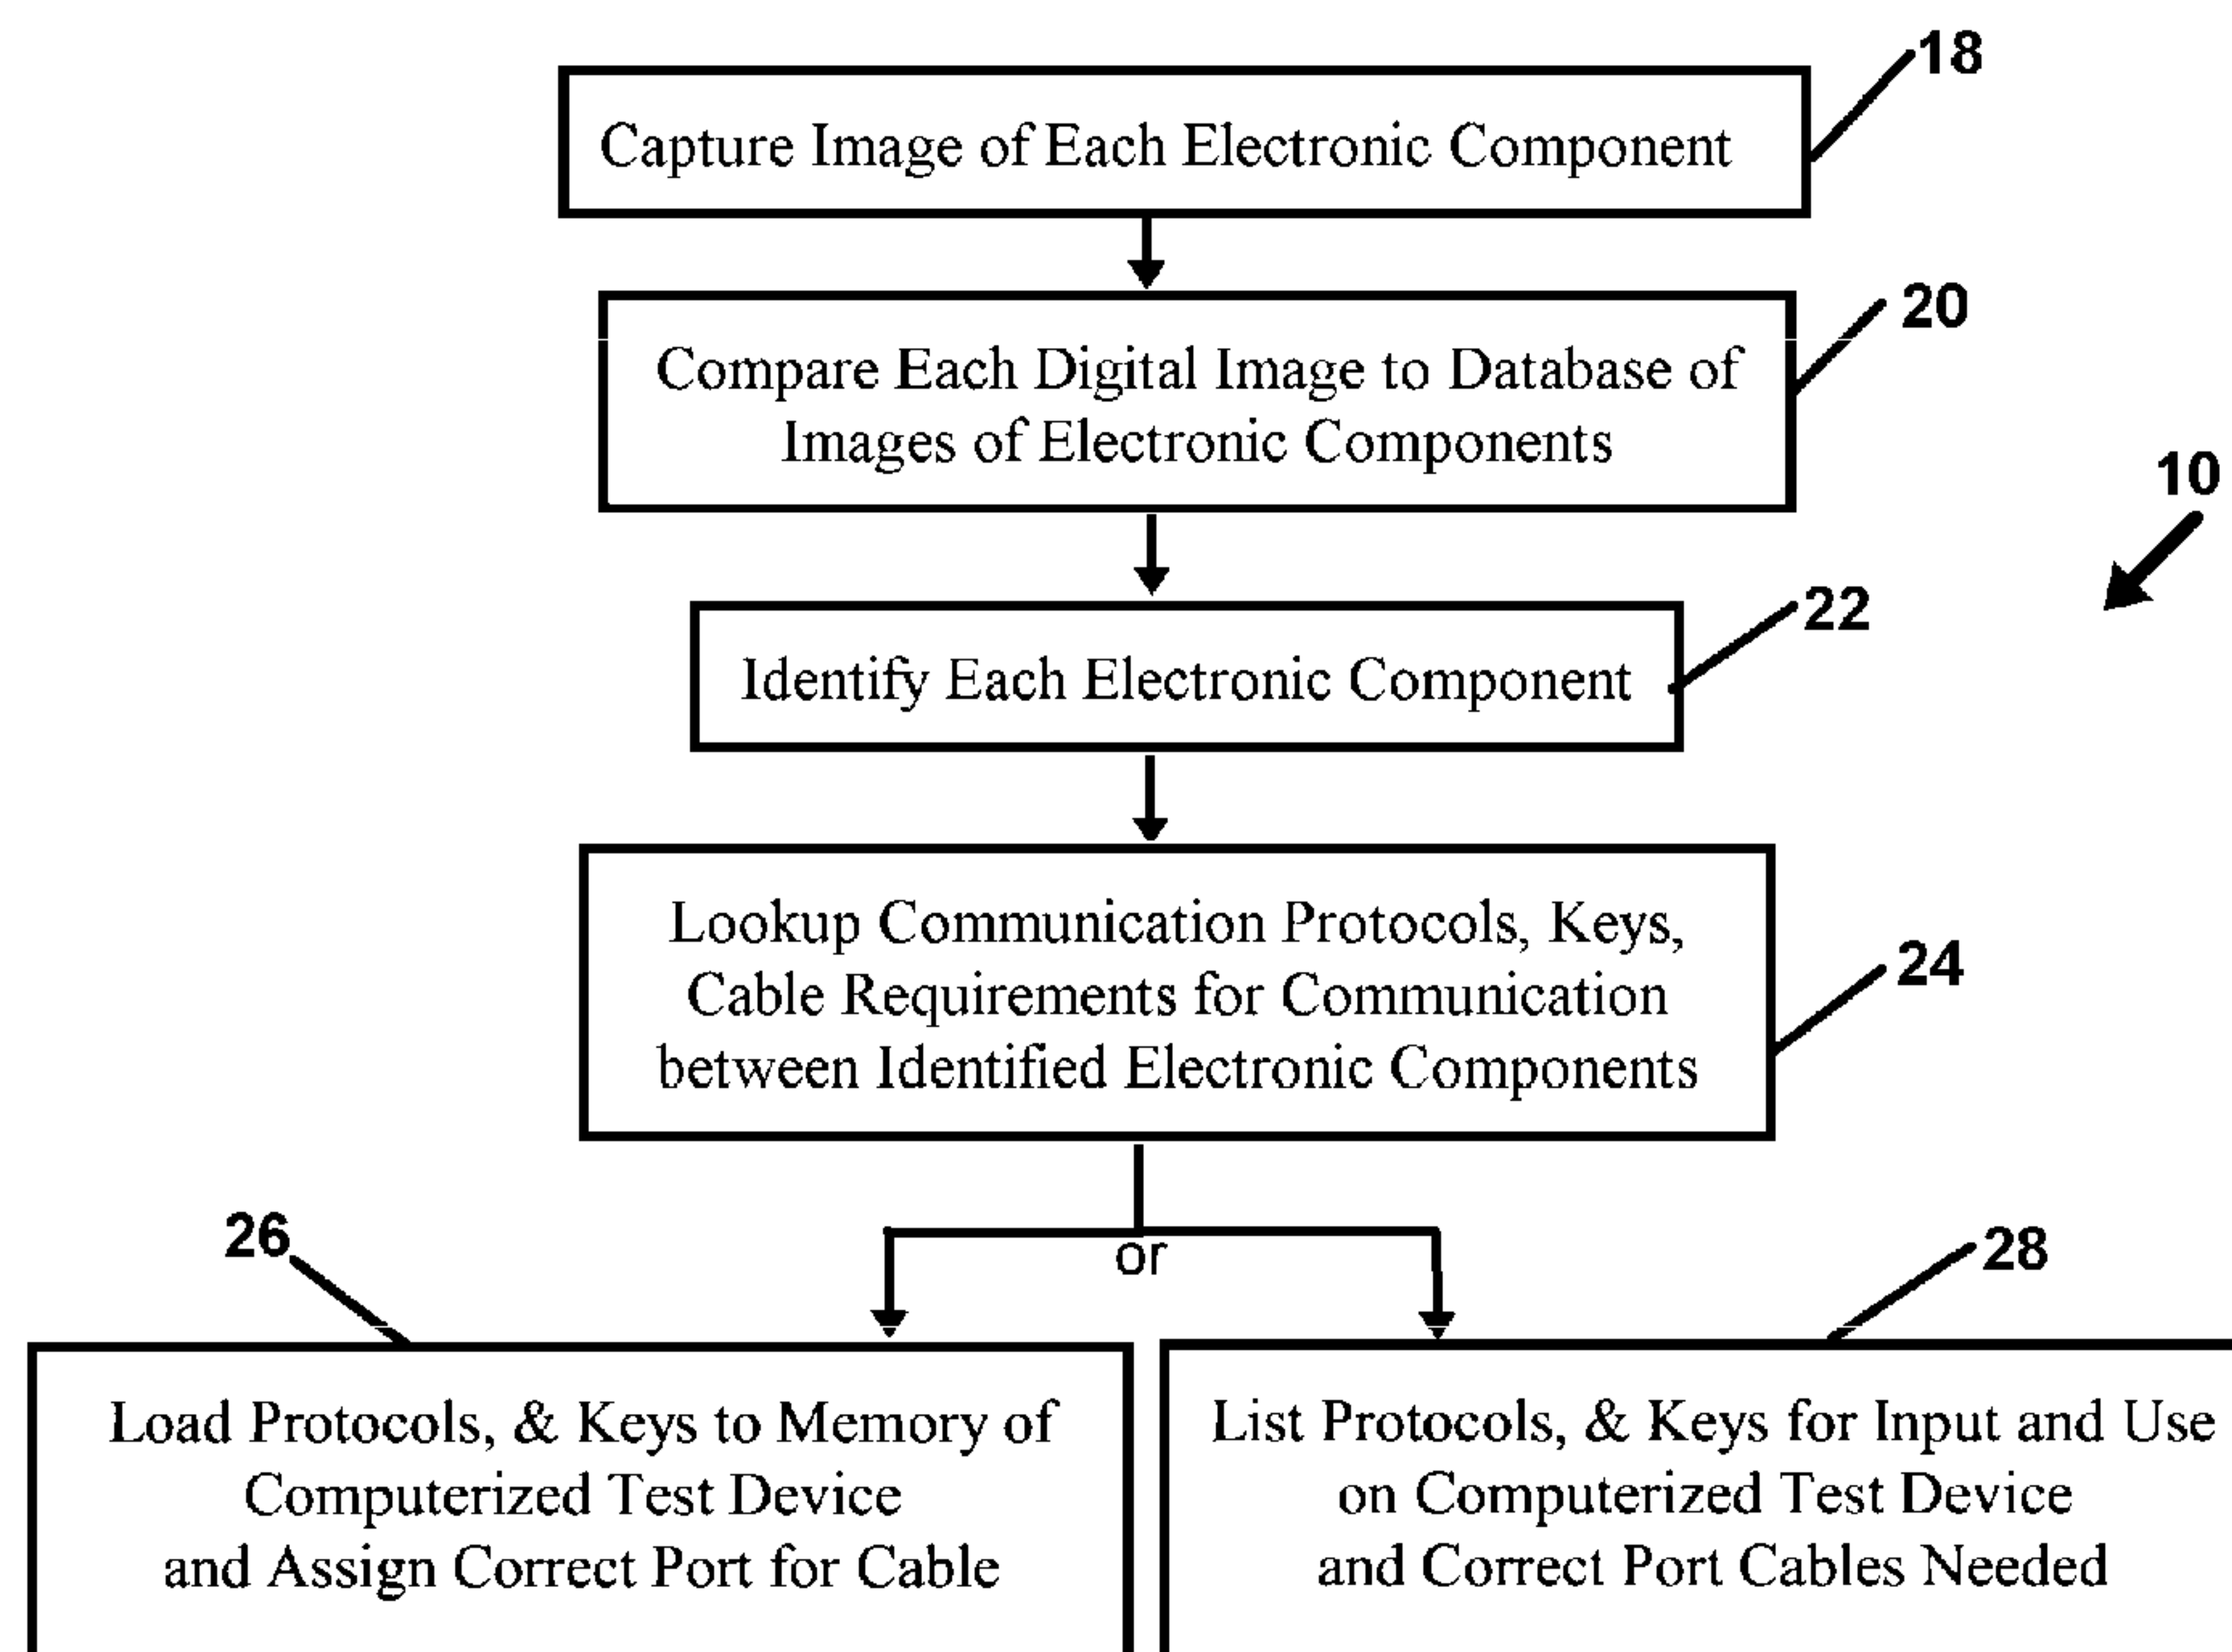 18
Capture Image of Each Electronic Component
20
Compare Each Digital Image to Database of
Images of Electronic Components
10
22
Identify Each Electronic Component
Lookup Communication Protocols, Keys,
Cable Requirements for Communication
between Identified Electronic Components
24
26
or
28
Load Protocols, & Keys to Memory of
Computerized Test Device
and Assign Correct Port for Cable
List Protocols, & Keys for Input and Use
on Computerized Test Device
and Correct Port Cables Needed